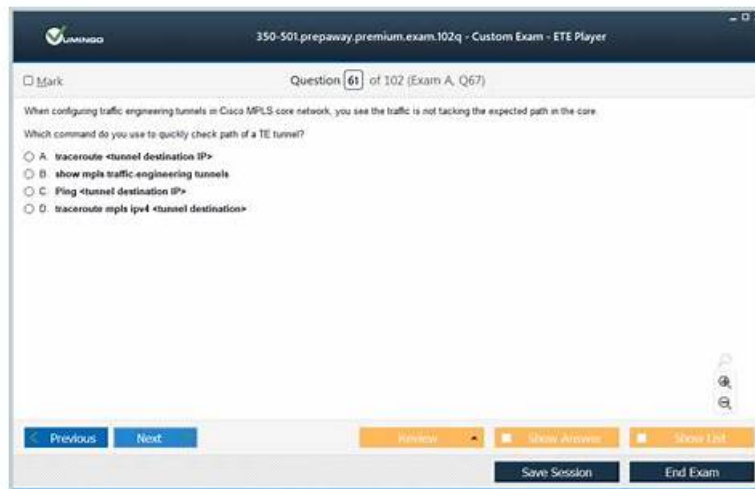 VUMINGO
350-501.prepaway.premium.exam.102q - Custom Exam - ETE Player
Mark
Question 61 of 102 (Exam A, Q67)
When configuring traffic engineering tunnels in Cisco MPLS core network, you see the traffic is not tacking the expected path in the core.
Which command do you use to quickly check path of a TE tunnel?
A. traceroute <tunnel destination IP>
B. show mpls traffic-engineering tunnels
C. Ping <tunnel destination IP>
D. traceroute mpls ipv4 <tunnel destination>
Previous Next Review Show Answer Show List
Save Session End Exam